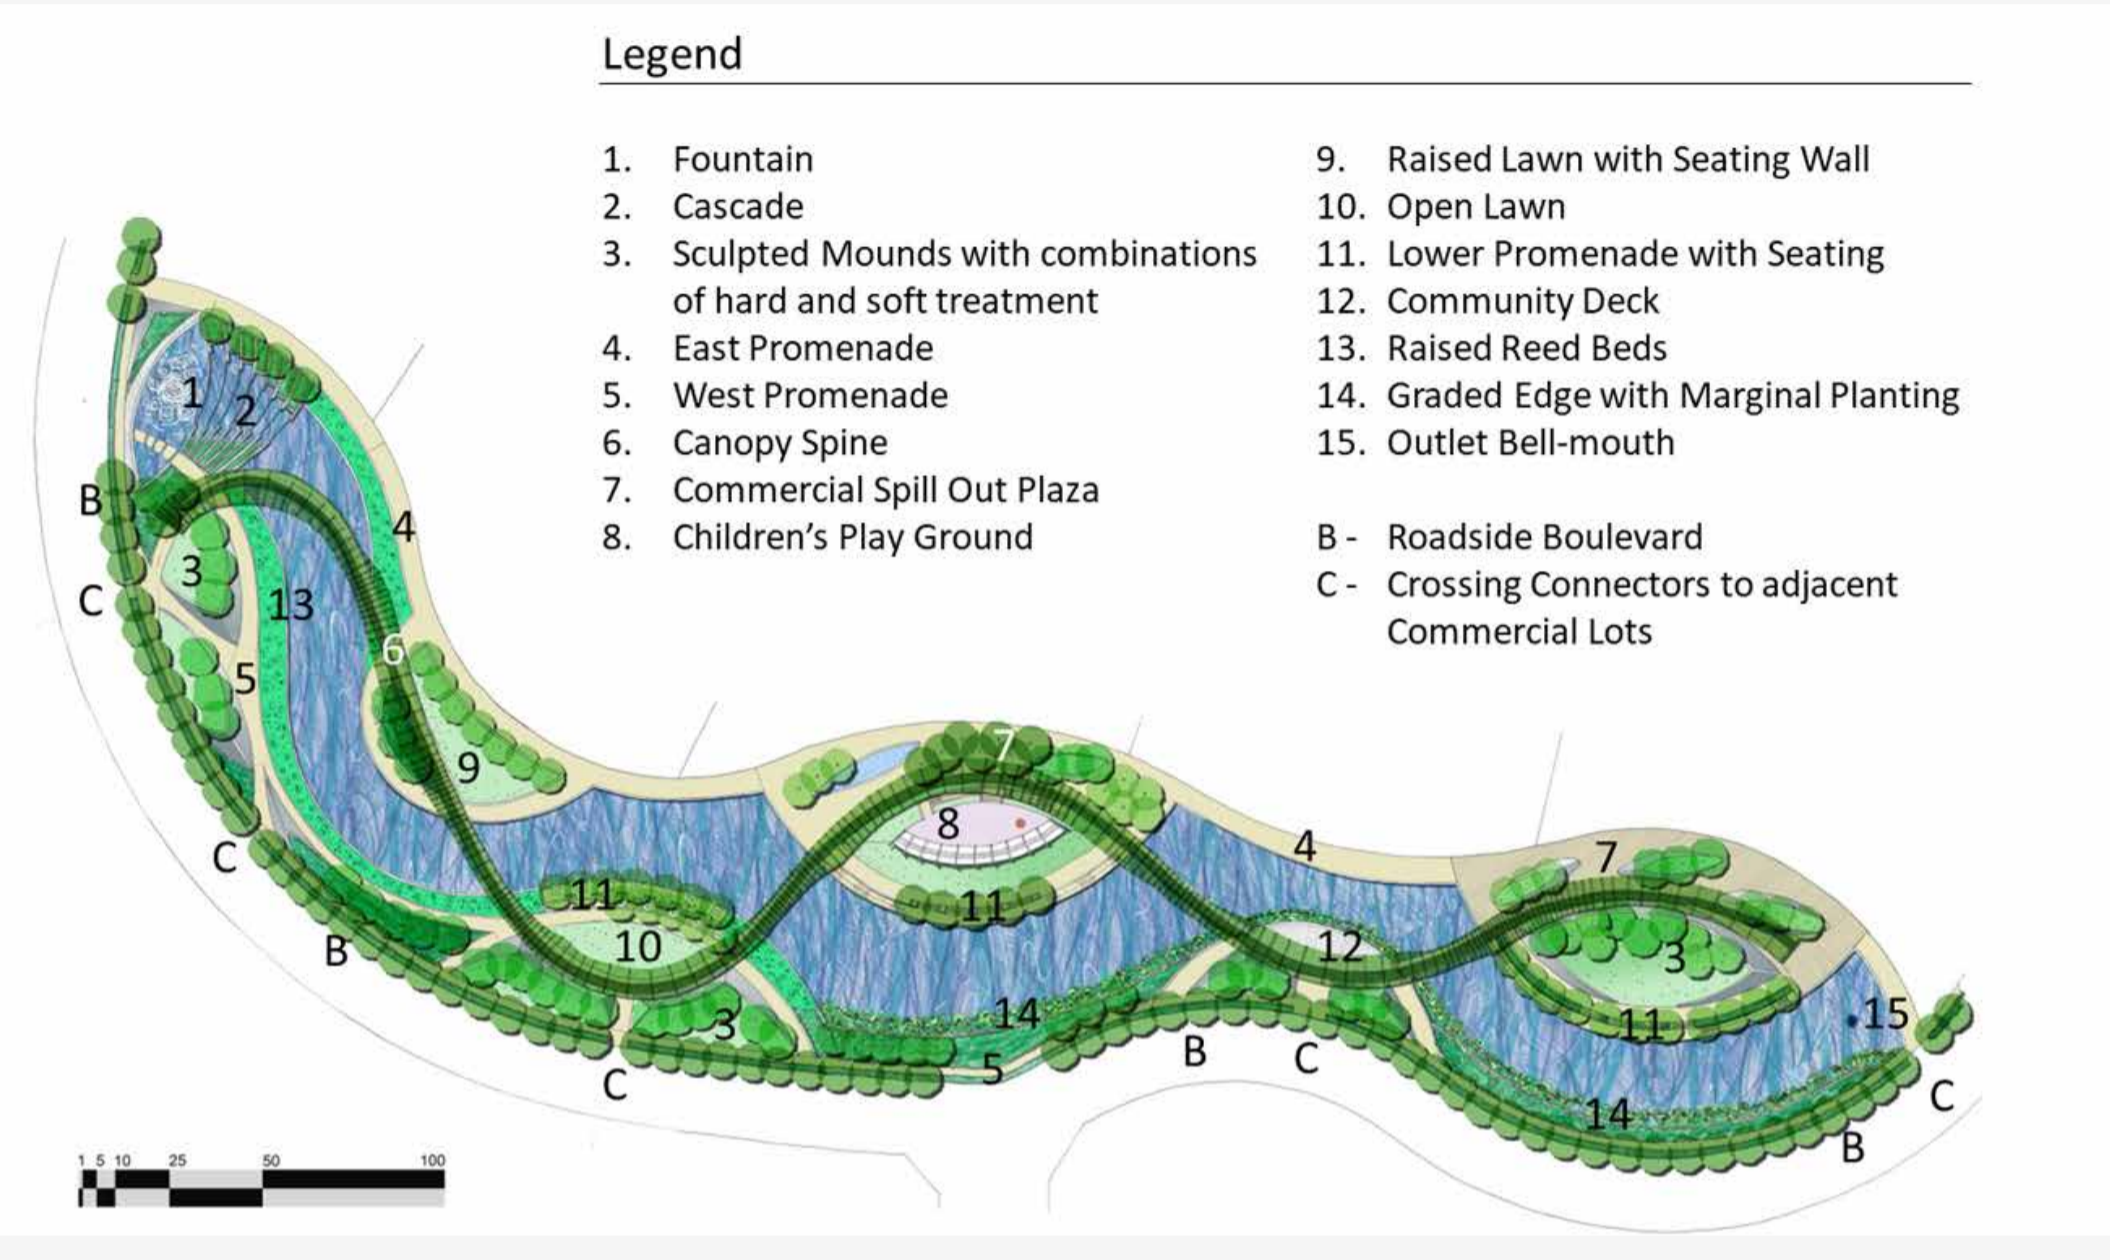 Legend
1. Fountain
2. Cascade
3. Sculpted Mounds with combinations
of hard and soft treatment
4. East Promenade
5. West Promenade
6. Canopy Spine
7. Commercial Spill Out Plaza
8. Children’s Play Ground
9. Raised Lawn with Seating Wall
10. Open Lawn
11. Lower Promenade with Seating
12. Community Deck
13. Raised Reed Beds
14. Graded Edge with Marginal Planting
15. Outlet Bell-mouth
B - Roadside Boulevard
C - Crossing Connectors to adjacent
Commercial Lots
1
2
B
4
3
C
13
6
5
9
7
8
4
7
C
11
11
B
10
12
3
3
14
15
11
5
B
C
C
C
14
B
1 5 10 25 50 100